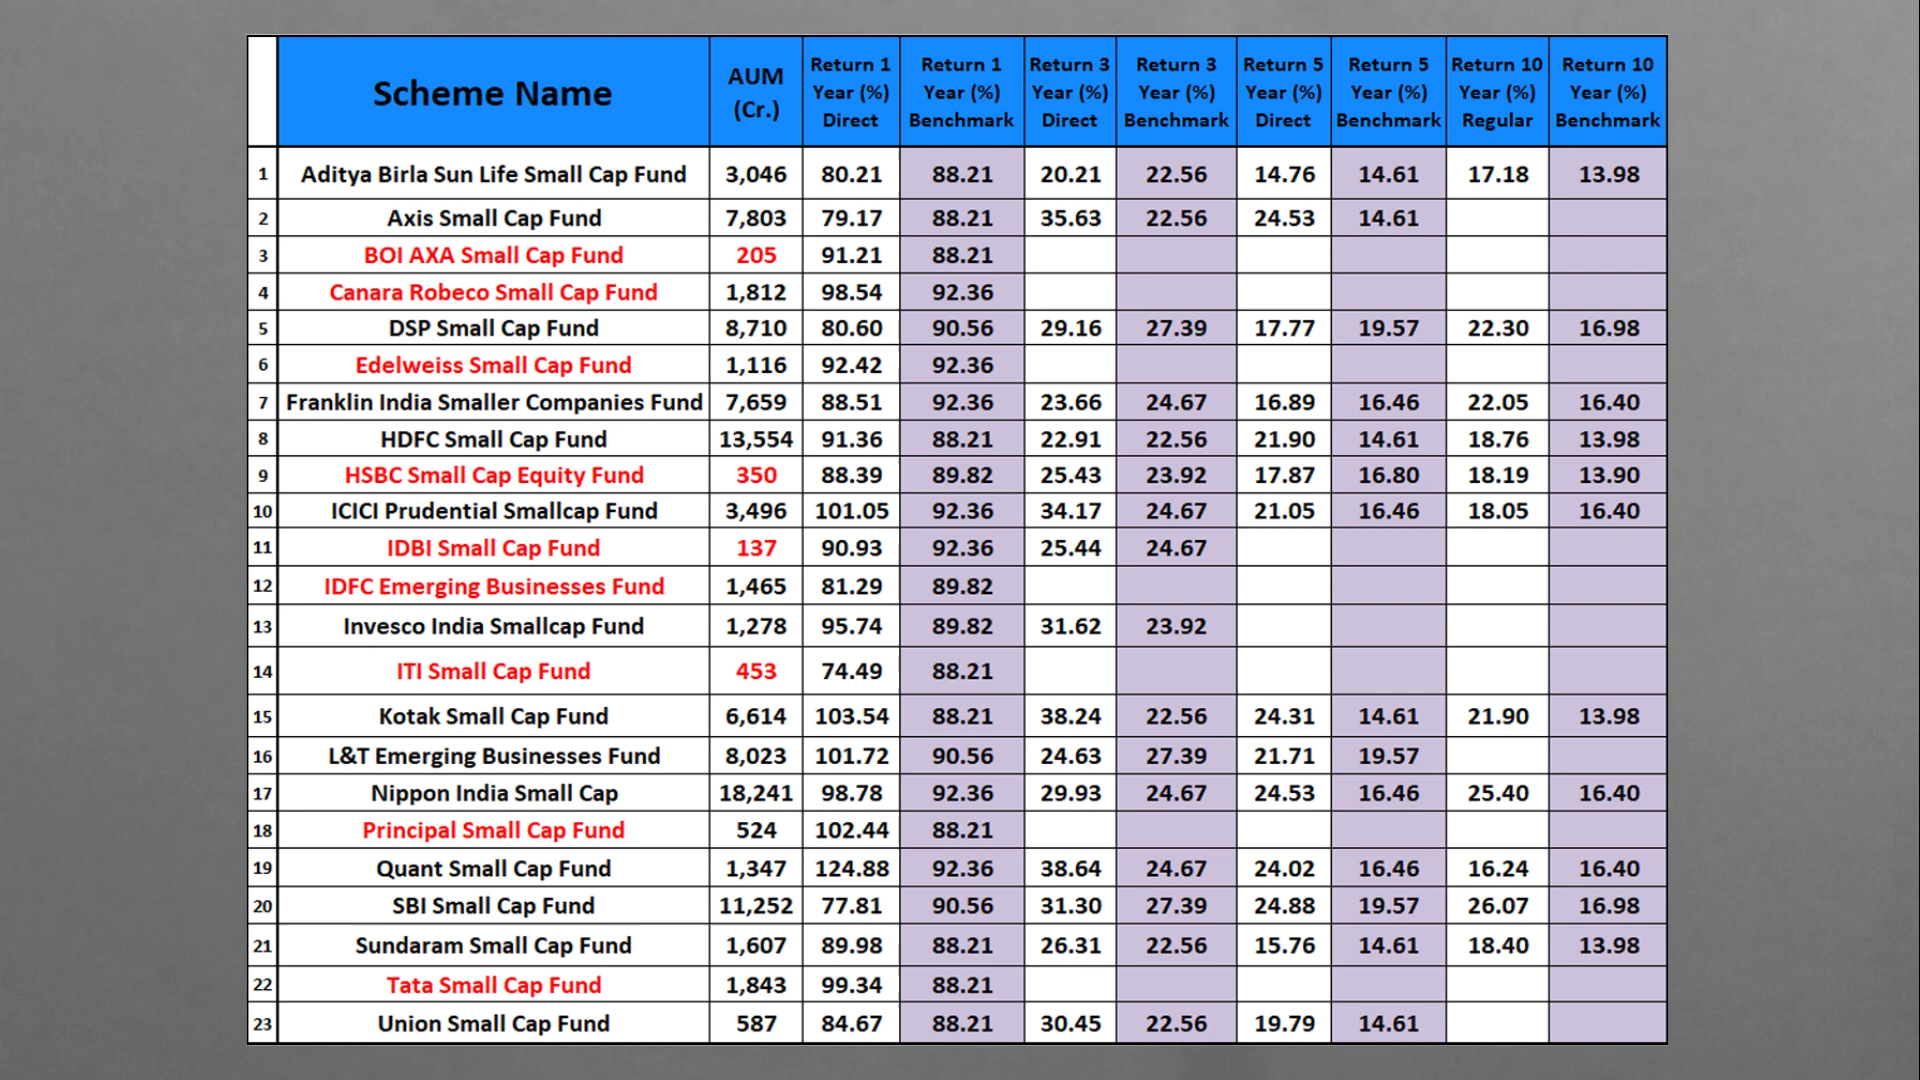 Scheme Name AUM (Cr.) Return 1 Year (%) Direct Return 1 Year (%) Benchmark Return 3 Year (%) Direct Return 3 Year (%) Benchmark Return 5 Year (%) Direct Return 5 Year (%) Benchmark Return 10 Year (%) Regular Return 10 Year (%) Benchmark
1 Aditya Birla Sun Life Small Cap Fund 3,046 80.21 88.21 20.21 22.56 14.76 14.61 17.18 13.98
2 Axis Small Cap Fund 7,803 79.17 88.21 35.63 22.56 24.53 14.61
3 BOI AXA Small Cap Fund 205 91.21 88.21
4 Canara Robeco Small Cap Fund 1,812 98.54 92.36
5 DSP Small Cap Fund 8,710 80.60 90.56 29.16 27.39 17.77 19.57 22.30 16.98
6 Edelweiss Small Cap Fund 1,116 92.42 92.36
7 Franklin India Smaller Companies Fund 7,659 88.51 92.36 23.66 24.67 16.89 16.46 22.05 16.40
8 HDFC Small Cap Fund 13,554 91.36 88.21 22.91 22.56 21.90 14.61 18.76 13.98
9 HSBC Small Cap Equity Fund 350 88.39 89.82 25.43 23.92 17.87 16.80 18.19 13.90
10 ICICI Prudential Smallcap Fund 3,496 101.05 92.36 34.17 24.67 21.05 16.46 18.05 16.40
11 IDBI Small Cap Fund 137 90.93 92.36 25.44 24.67
12 IDFC Emerging Businesses Fund 1,465 81.29 89.82
13 Invesco India Smallcap Fund 1,278 95.74 89.82 31.62 23.92
14 ITI Small Cap Fund 453 74.49 88.21
15 Kotak Small Cap Fund 6,614 103.54 88.21 38.24 22.56 24.31 14.61 21.90 13.98
16 L&T Emerging Businesses Fund 8,023 101.72 90.56 24.63 27.39 21.71 19.57
17 Nippon India Small Cap 18,241 98.78 92.36 29.93 24.67 24.53 16.46 25.40 16.40
18 Principal Small Cap Fund 524 102.44 88.21
19 Quant Small Cap Fund 1,347 124.88 92.36 38.64 24.67 24.02 16.46 16.24 16.40
20 SBI Small Cap Fund 11,252 77.81 90.56 31.30 27.39 24.88 19.57 26.07 16.98
21 Sundaram Small Cap Fund 1,607 89.98 88.21 26.31 22.56 15.76 14.61 18.40 13.98
22 Tata Small Cap Fund 1,843 99.34 88.21
23 Union Small Cap Fund 587 84.67 88.21 30.45 22.56 19.79 14.61